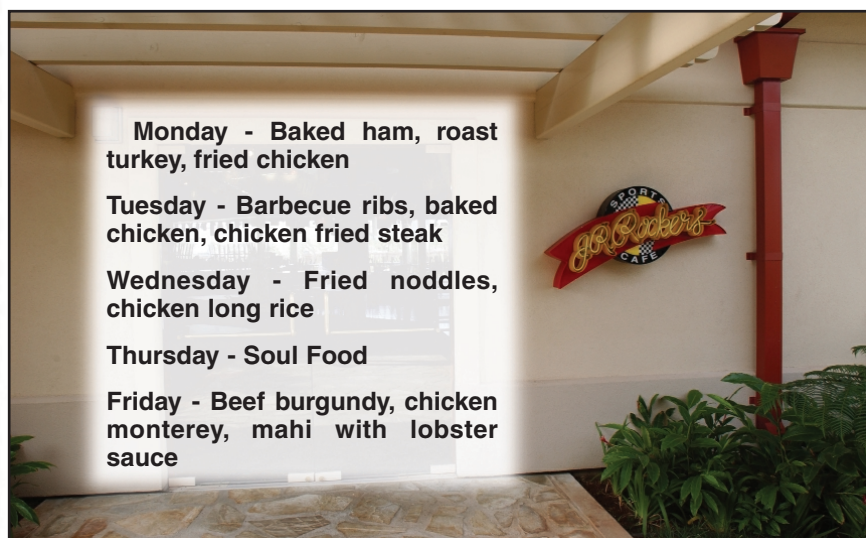 Monday - Baked ham, roast
turkey, fried chicken
Tuesday - Barbecue ribs, baked
chicken, chicken fried steak
Wednesday - Fried noddles,
chicken long rice
Thursday - Soul Food
Friday - Beef burgundy, chicken
monterey, mahi with lobster
sauce
SPORTS
J.R. Rockers
CAFE